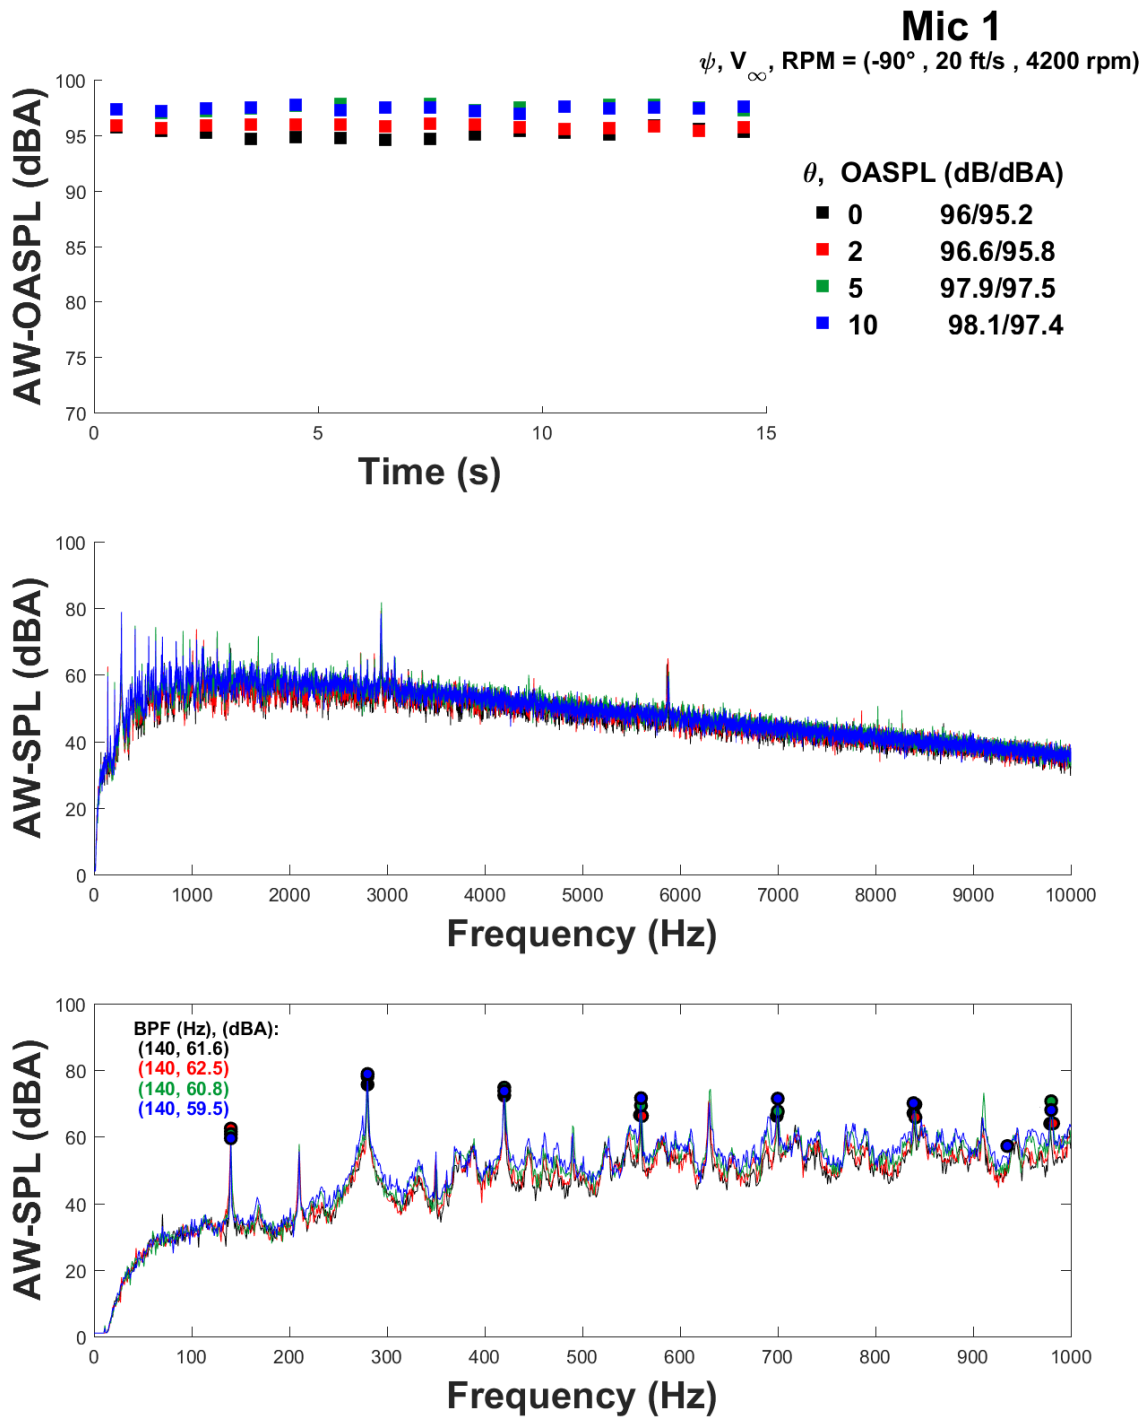 Mic 1
ψ, V∞, RPM = (-90° , 20 ft/s , 4200 rpm)
100
95
90
85
80
75
70
0
5
10
15
AW-OASPL (dBA)
Time (s)
θ, OASPL (dB/dBA)
0 96/95.2
2 96.6/95.8
5 97.9/97.5
10 98.1/97.4
100
80
60
40
20
0
0 1000 2000 3000 4000 5000 6000 7000 8000 9000 10000
AW-SPL (dBA)
Frequency (Hz)
100
80
60
40
20
0
BPF (Hz), (dBA):
(140, 61.6)
(140, 62.5)
(140, 60.8)
(140, 59.5)
0 100 200 300 400 500 600 700 800 900 1000
AW-SPL (dBA)
Frequency (Hz)